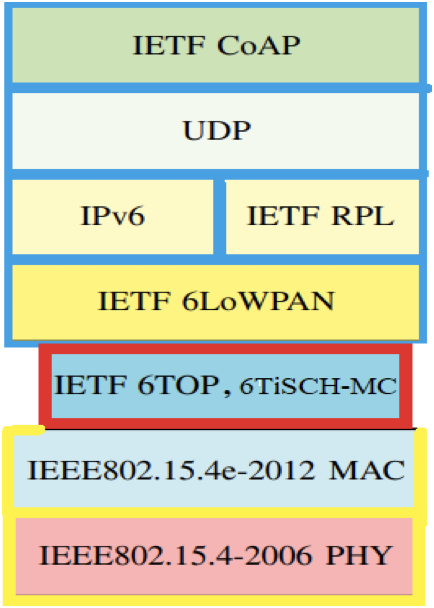 IETF CoAP
UDP
IPv6 IETF RPL
IETF 6LoWPAN
IETF 6TOP, 6TiSCH-MC
IEEE802.15.4e-2012 MAC
IEEE802.15.4-2006 PHY